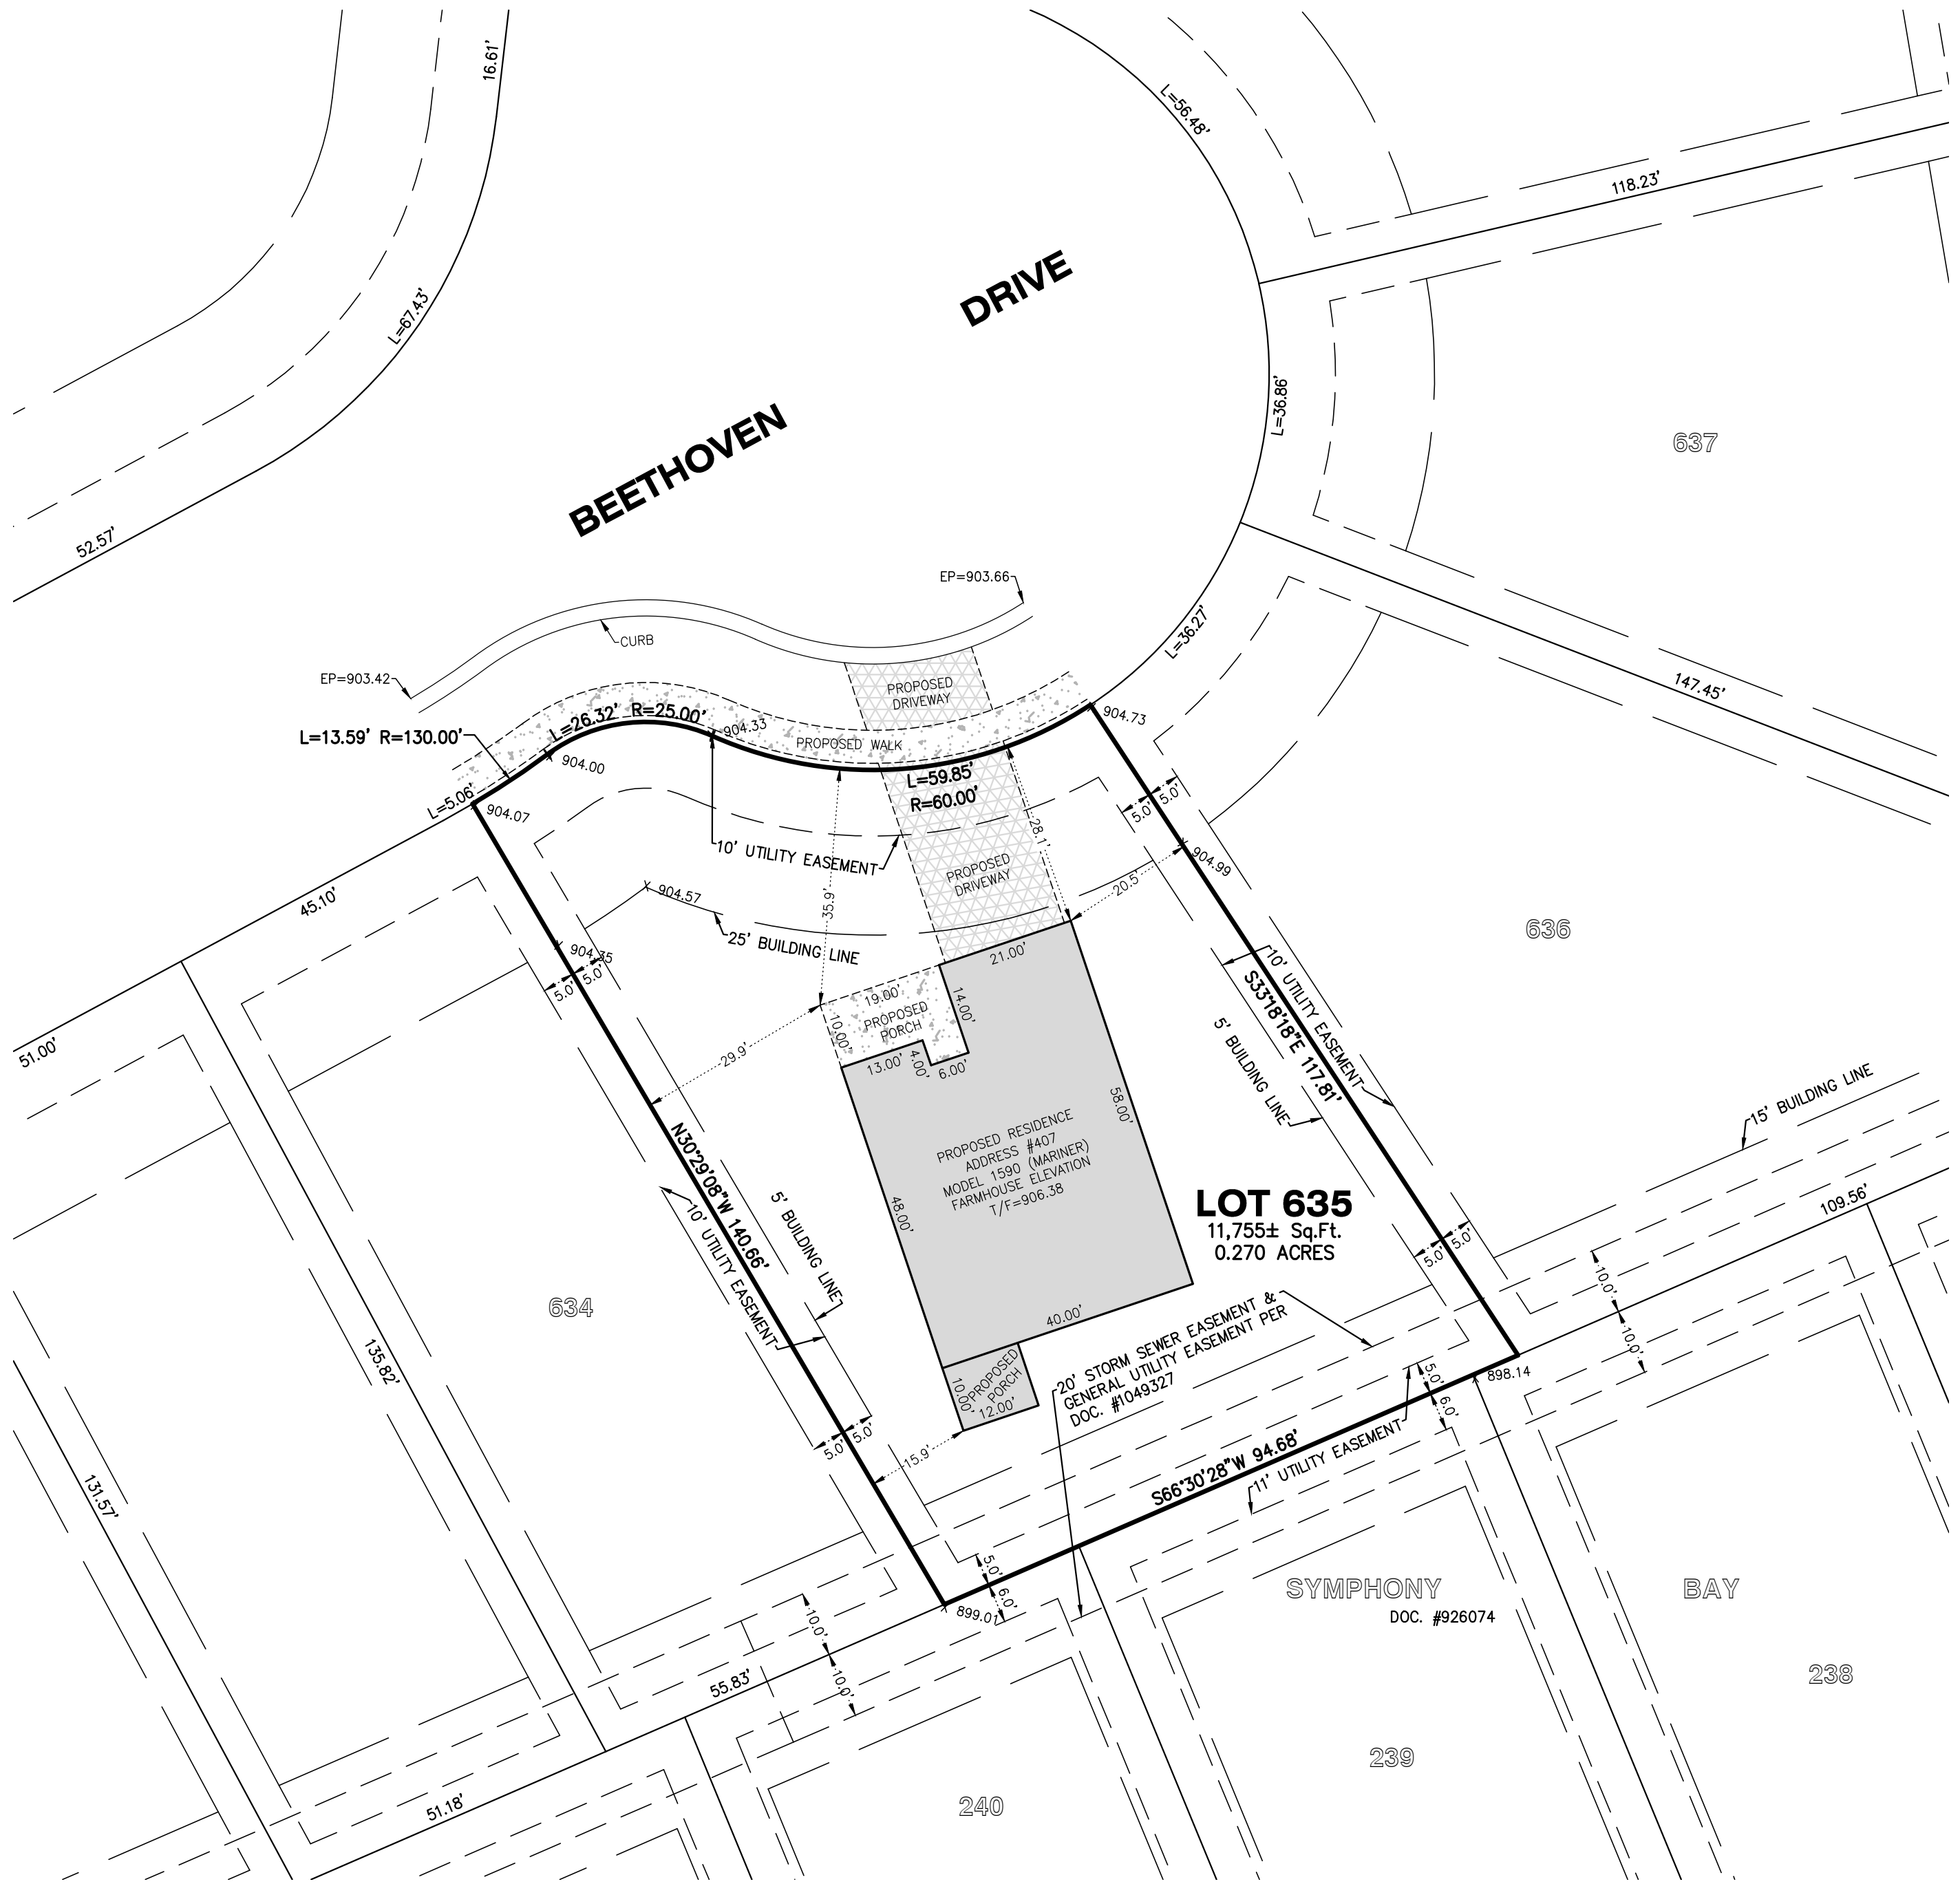 16.61'
L=56.48'
118.23'
L=67.43'
DRIVE
L=36.86'
637
BEETHOVEN
52.57'
EP=903.66
CURB
L=36.27'
EP=903.42
PROPOSED
DRIVEWAY
147.45'
L=26.32' R=25.00'
904.33
904.73
L=13.59' R=130.00'
PROPOSED WALK
904.00
L=59.85'
R=60.00'
L=5.06'
904.07
5.0'
5.0'
28.1'
10' UTILITY EASEMENT
904.99
PROPOSED
DRIVEWAY
20.5'
904.57
35.9'
45.10'
25' BUILDING LINE
636
904.35
5.0'
5.0'
21.00'
10' UTILITY EASEMENT
S33°18'18"E 117.81'
19.00'
14.00'
PROPOSED
PORCH
10.00'
51.00'
29.9'
13.00'
4.00'
6.00'
5' BUILDING LINE
15' BUILDING LINE
58.00'
PROPOSED RESIDENCE
ADDRESS #407
MODEL 1590 (MARINER)
FARMHOUSE ELEVATION
T/F=906.38
N30°29'08"W 140.66'
10' UTILITY EASEMENT
5' BUILDING LINE
48.00'
LOT 635
11,755± Sq.Ft.
0.270 ACRES
109.56'
5.0'
5.0'
10.0'
10.0'
634
135.82'
40.00'
20' STORM SEWER EASEMENT &
GENERAL UTILITY EASEMENT PER
DOC. #1049327
PROPOSED
PORCH
10.00'
12.00'
898.14
5.0'
6.0'
5.0'
5.0'
15.9'
S66°30'28"W 94.68'
11' UTILITY EASEMENT
131.57'
5.0'
6.0'
899.01
SYMPHONY
BAY
DOC. #926074
10.0'
10.0'
55.83'
238
239
240
51.18'